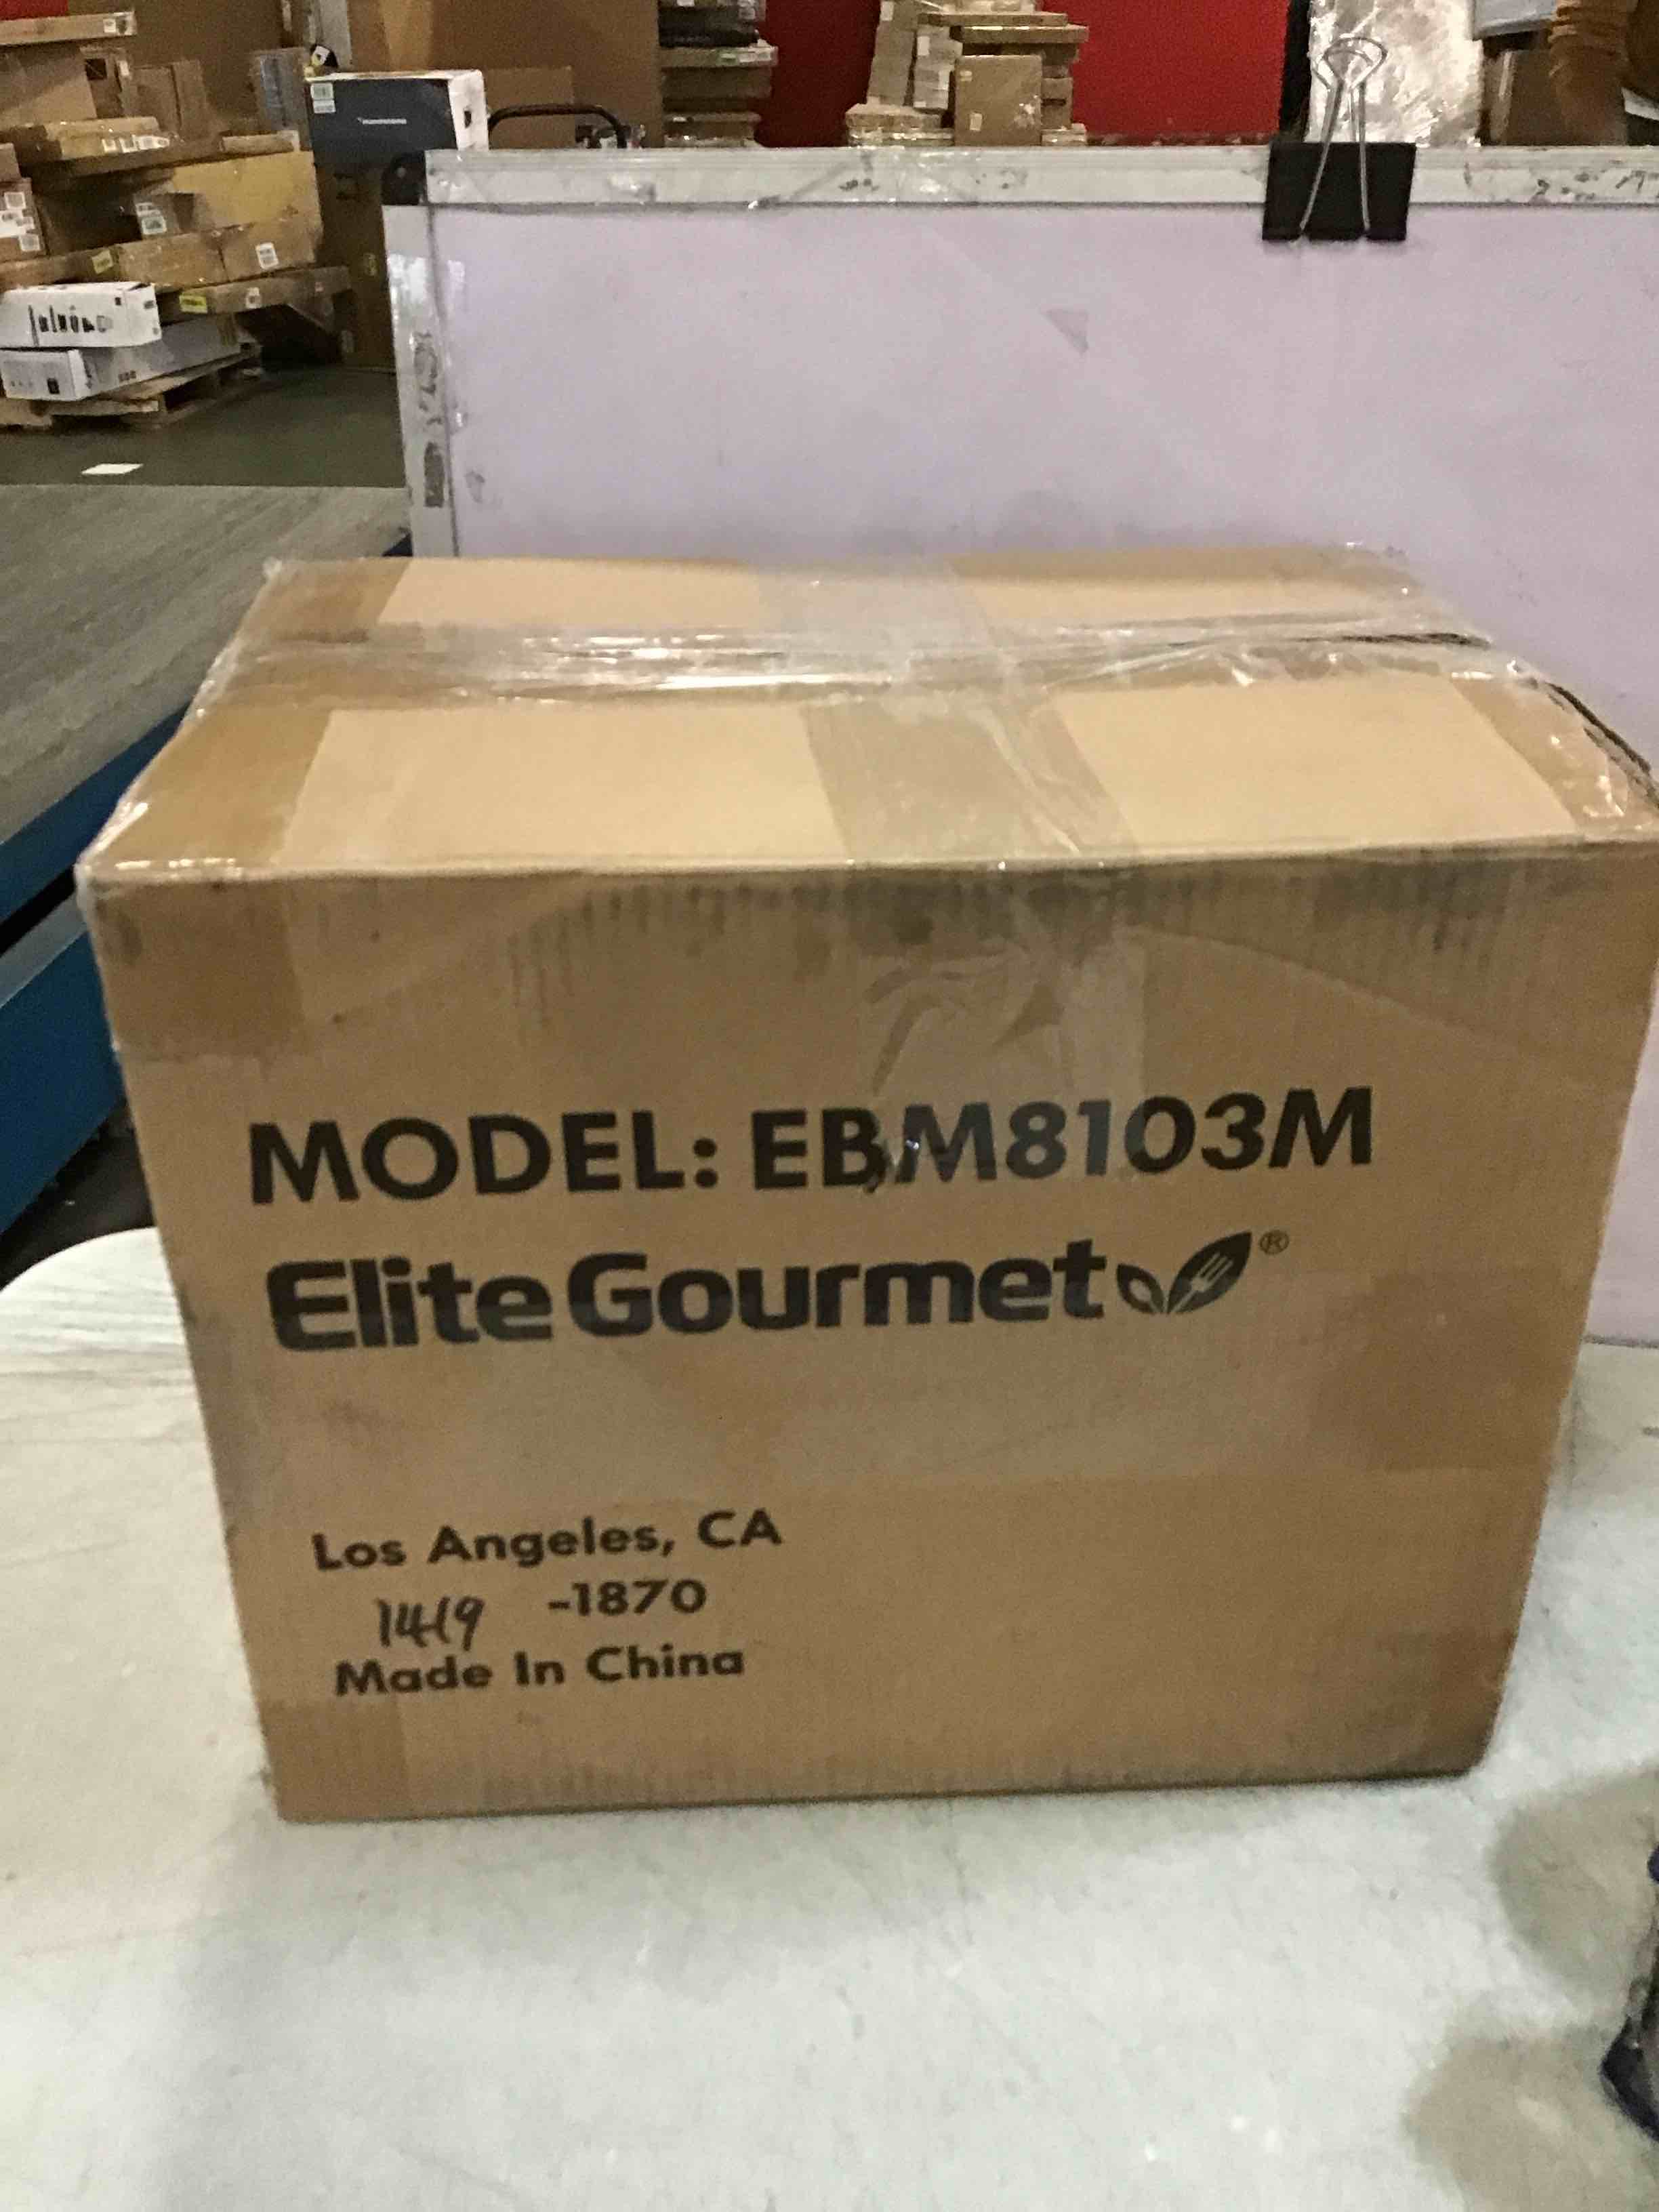 MODEL: EBM8103M
Elite Gourmet®
Los Angeles, CA
1419 -1870
Made In China